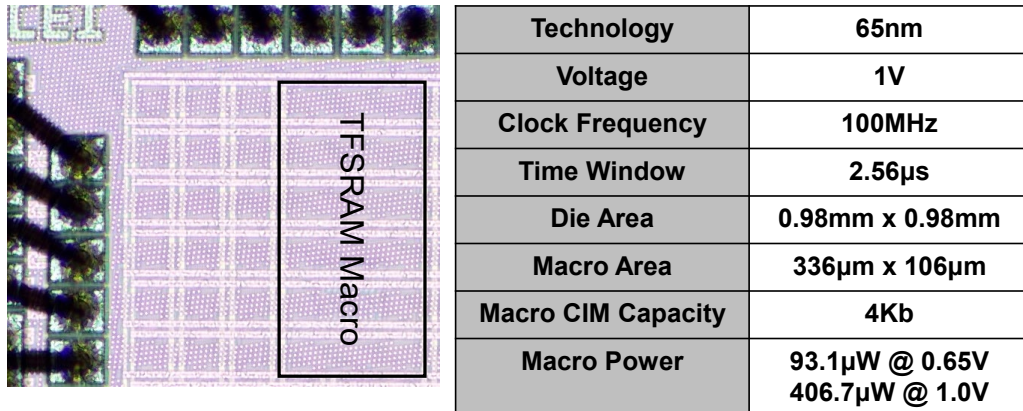 CEI
TFSRAM Macro
Technology 65nm
Voltage 1V
Clock Frequency 100MHz
Time Window 2.56µs
Die Area 0.98mm x 0.98mm
Macro Area 336µm x 106µm
Macro CIM Capacity 4Kb
Macro Power 93.1µW @ 0.65V
406.7µW @ 1.0V